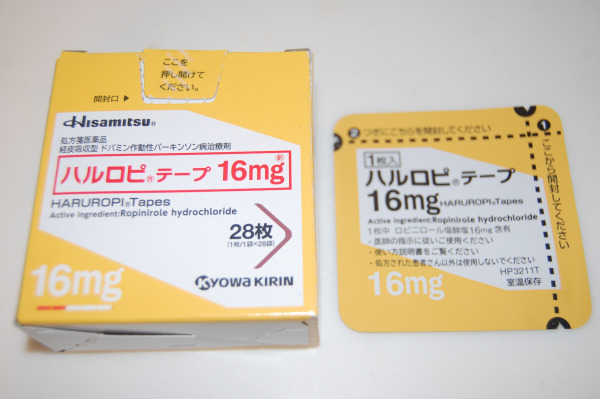 ここを
押し開けて
ください。
開封口 ▶
Hisamitsu®
処方箋医薬品
経皮吸収型 ドパミン作動性パーキンソン病治療剤
ハルロピ®テープ 16mg
HARUROPI®Tapes
Active ingredient:Ropinirole hydrochloride
28枚
(1枚/1袋×28袋)
16mg
KYOWA KIRIN
② つぎにこちらを開封してください
① ここから開封してください
1枚入
ハルロピ®テープ
16mg HARUROPI®Tapes
Active ingredient:Ropinirole hydrochloride
1枚中 ロピニロール塩酸塩16mg 含有
・医師の指示に従いご使用ください
・使い方説明書をご覧ください
・処方された患者さん以外は使用しないでください
HP3211T
16mg 室温保存